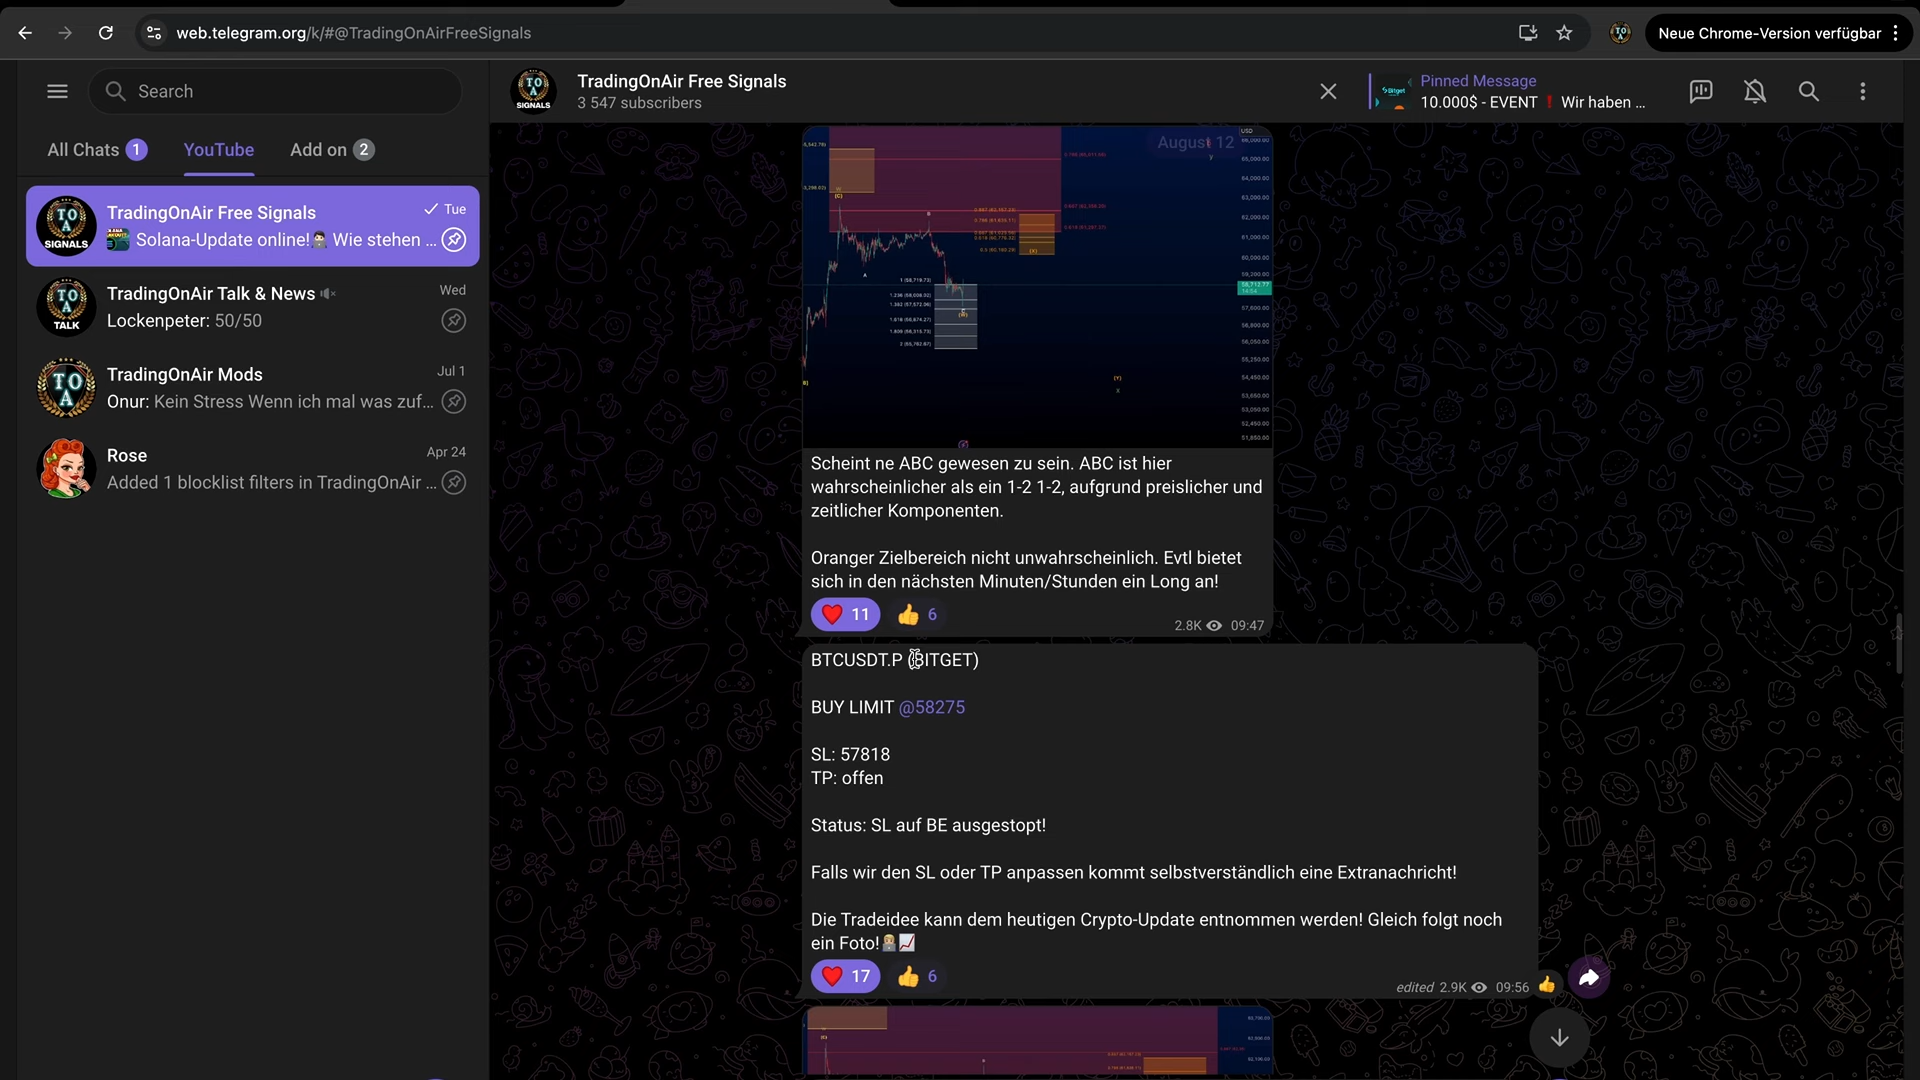 web.telegram.org/k/#@TradingOnAirFreeSignals
Neue Chrome-Version verfügbar
Search
All Chats 1
YouTube
Add on 2
TradingOnAir Free Signals
Tue
Solana-Update online! Wie stehen ...
TradingOnAir Talk & News
Wed
Lockenpeter: 50/50
TradingOnAir Mods
Jul 1
Onur: Kein Stress Wenn ich mal was zuf...
Rose
Apr 24
Added 1 blocklist filters in TradingOnAir ...
TOA SIGNALS
TOA TALK
TOA
TradingOnAir Free Signals
3 547 subscribers
Pinned Message
10.000$ - EVENT ❗ Wir haben ...
August 12
Scheint ne ABC gewesen zu sein. ABC ist hier
wahrscheinlicher als ein 1-2 1-2, aufgrund preislicher und
zeitlicher Komponenten.
Oranger Zielbereich nicht unwahrscheinlich. Evtl bietet
sich in den nächsten Minuten/Stunden ein Long an!
❤️ 11 👍 6
2.8K 09:47
BTCUSDT.P (BITGET)
BUY LIMIT @58275
SL: 57818
TP: offen
Status: SL auf BE ausgestopt!
Falls wir den SL oder TP anpassen kommt selbstverständlich eine Extranachricht!
Die Tradeidee kann dem heutigen Crypto-Update entnommen werden! Gleich folgt noch
ein Foto!
❤️ 17 👍 6
edited 2.9K 09:56